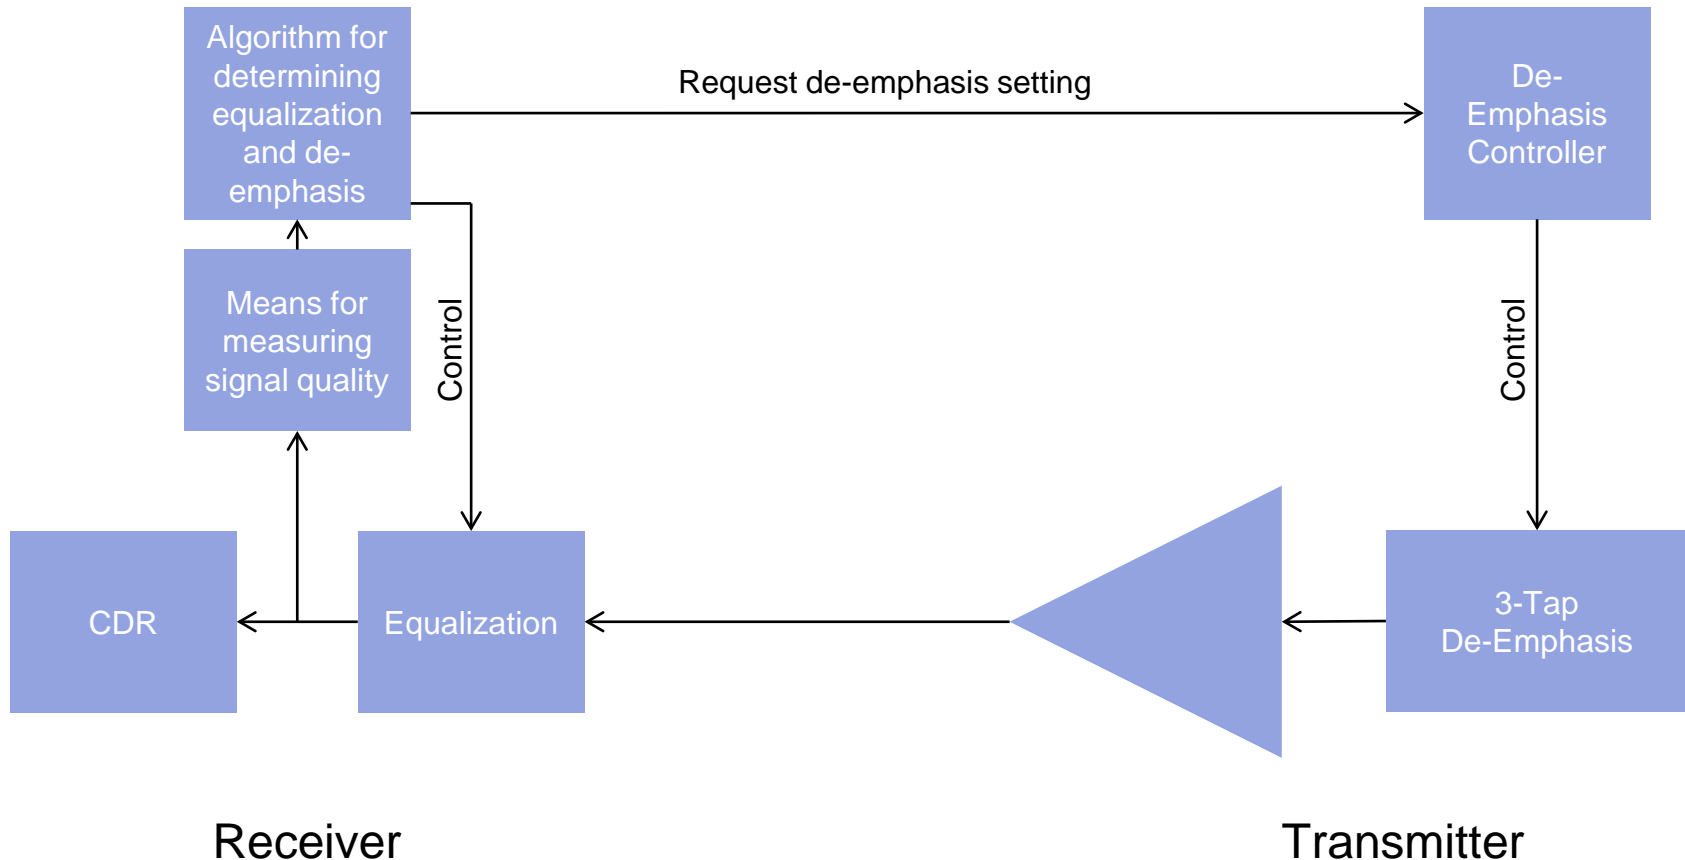 Algorithm for
determining
equalization
and de-
emphasis
Request de-emphasis setting
De-
Emphasis
Controller
Means for
measuring
signal quality
Control
Control
CDR
Equalization
3-Tap
De-Emphasis
Receiver
Transmitter